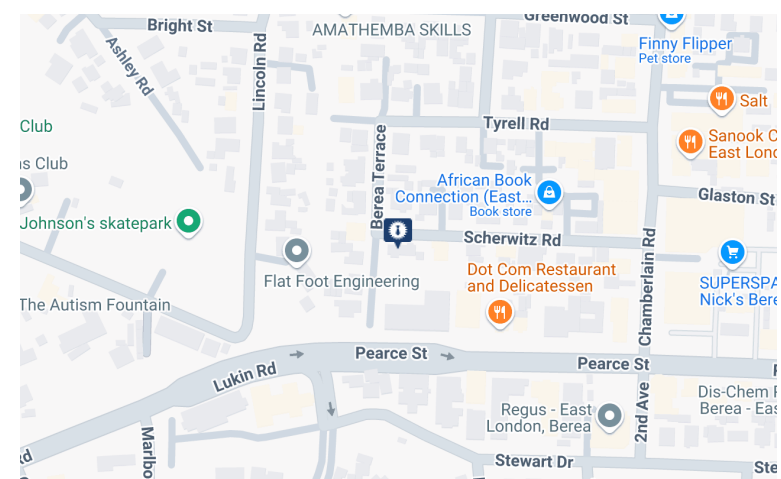 Greenwood St
Bright St
AMATHEMBA SKILLS
Finny Flipper
Pet store
Ashley Rd
Lincoln Rd
Salt
Club
Tyrell Rd
Sanook C
East Lond
s Club
Berea Terrace
African Book
Connection (East...
Book store
Glaston St
Johnson's skatepark
Scherwitz Rd
Chamberlain Rd
Flat Foot Engineering
Dot Com Restaurant
and Delicatessen
SUPERSPA
Nick's Bere
The Autism Fountain
Pearce St
Pearce St
Lukin Rd
2nd Ave
Dis-Chem
Berea - Eas
Regus - East
London, Berea
Marlbo
Rd
Stewart Dr
Ste